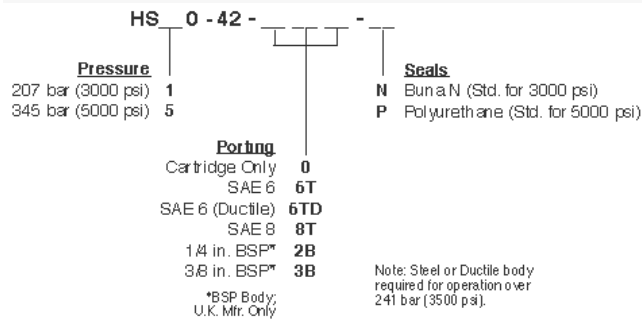 HS__0 - 42 - __ __ __ - __
Pressure
207 bar (3000 psi) 1
345 bar (5000 psi) 5
Seals
N Buna N (Std. for 3000 psi)
P Polyurethane (Std. for 5000 psi)
Porting
Cartridge Only 0
SAE 6 6T
SAE 6 (Ductile) 6TD
SAE 8 8T
1/4 in. BSP* 2B
3/8 in. BSP* 3B
*BSP Body;
U.K. Mfr. Only
Note: Steel or Ductile body
required for operation over
241 bar (3500 psi).